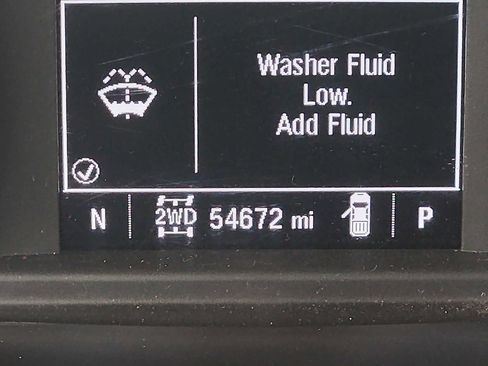 Washer Fluid
Low.
Add Fluid
N 2WD 54672 mi P